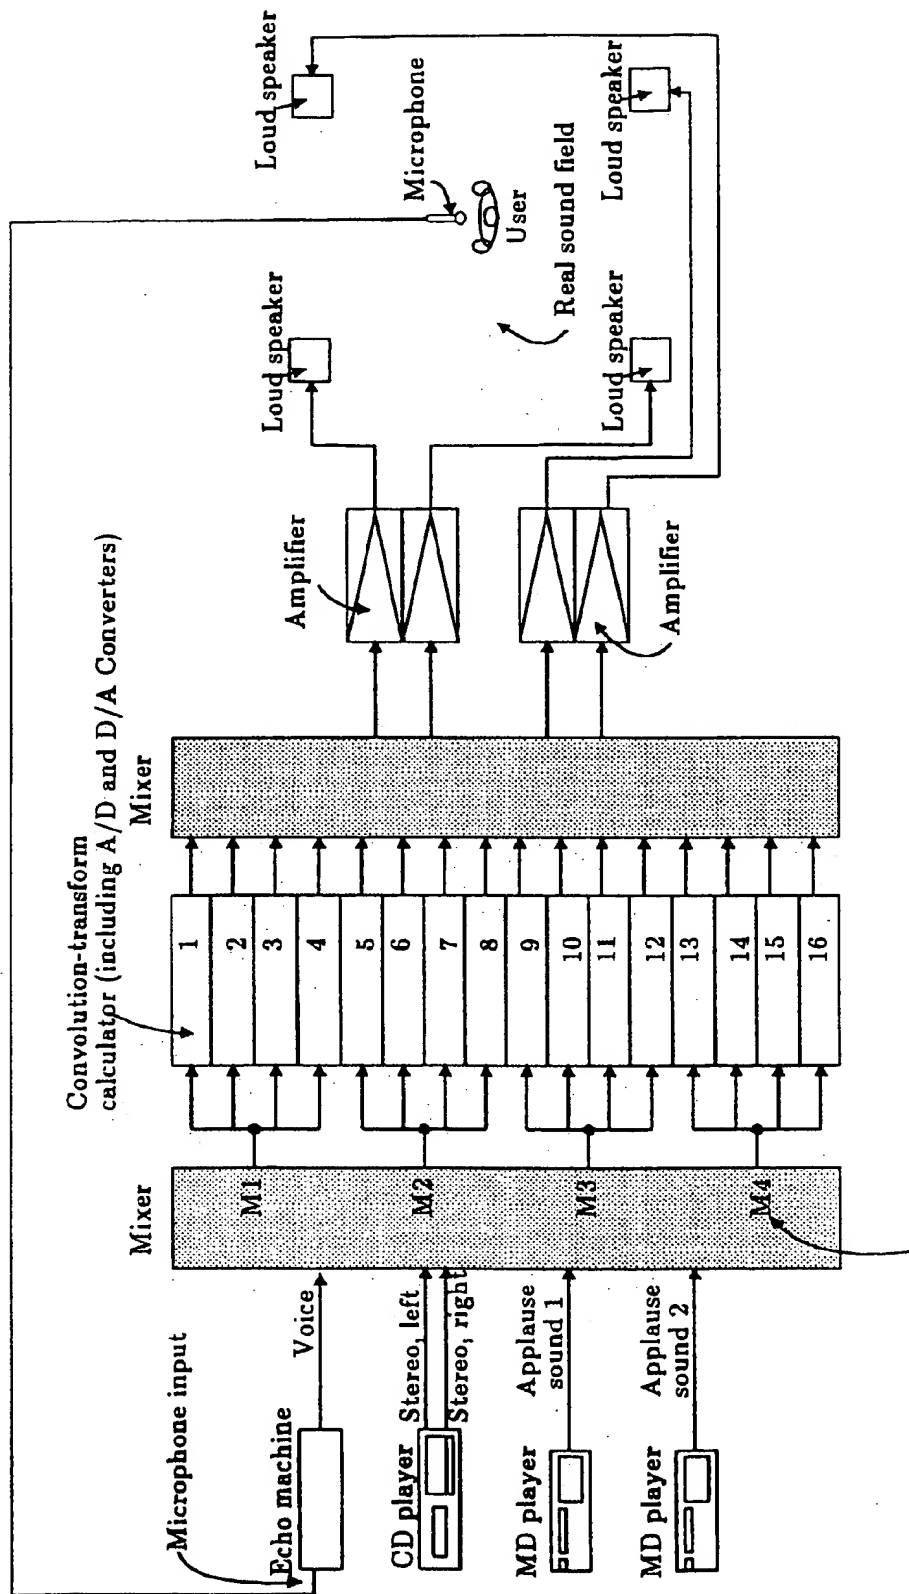 Microphone input
Echo machine
Voice
CD player
Stereo, left
Stereo, right
MD player
Applause
sound 1
MD player
Applause
sound 2
Mixer
M1
M2
M3
M4
Convolution-transform
calculator (including A/D and D/A Converters)
1
2
3
4
5
6
7
8
9
10
11
12
13
14
15
16
Mixer
Amplifier
Amplifier
Loud speaker
Loud speaker
Real sound field
Microphone
User
Loud speaker
Loud speaker